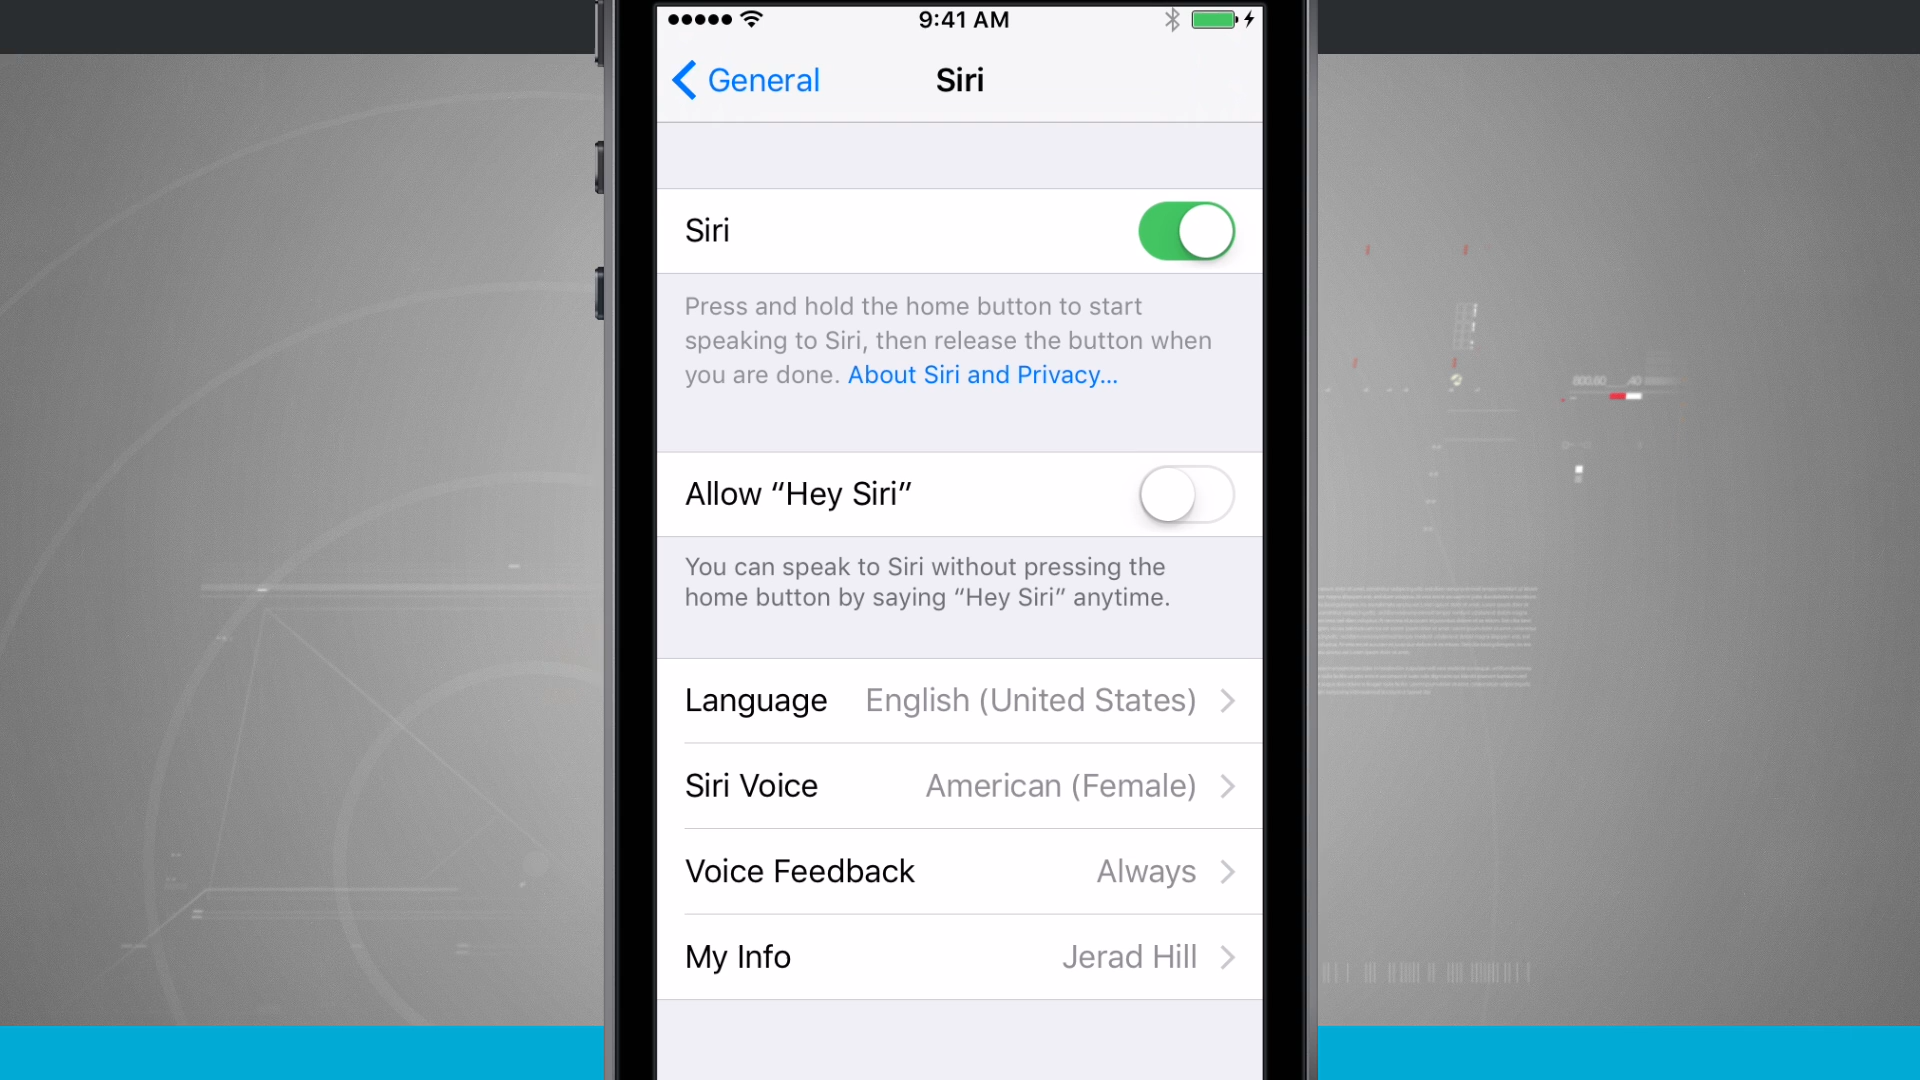 9:41 AM
General
Siri
Siri
Press and hold the home button to start
speaking to Siri, then release the button when
you are done. About Siri and Privacy...
Allow “Hey Siri”
You can speak to Siri without pressing the
home button by saying “Hey Siri” anytime.
Language English (United States)
Siri Voice American (Female)
Voice Feedback Always
My Info Jerad Hill